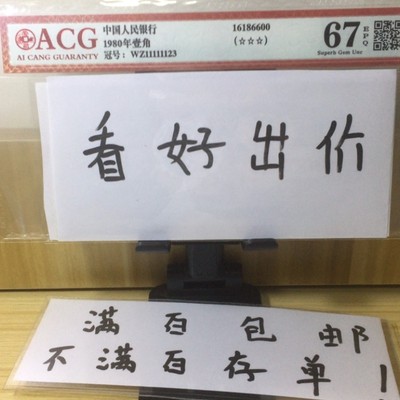 ACG
AI CANG GUARANTY
中国人民银行
1980年壹角
冠号：WZ11111123
16186600
(☆☆☆)
67 EPQ
Superb Gem Unc
看好出价
满百包邮
不满百存单！